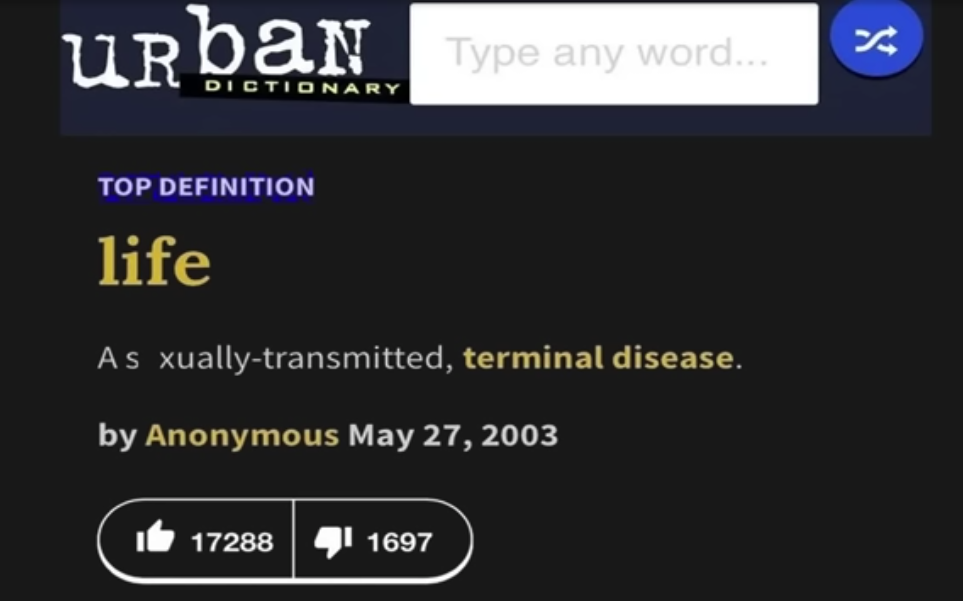 urban
DICTIONARY
Type any word...
TOP DEFINITION
life
A s xually-transmitted, terminal disease.
by Anonymous May 27, 2003
17288 1697